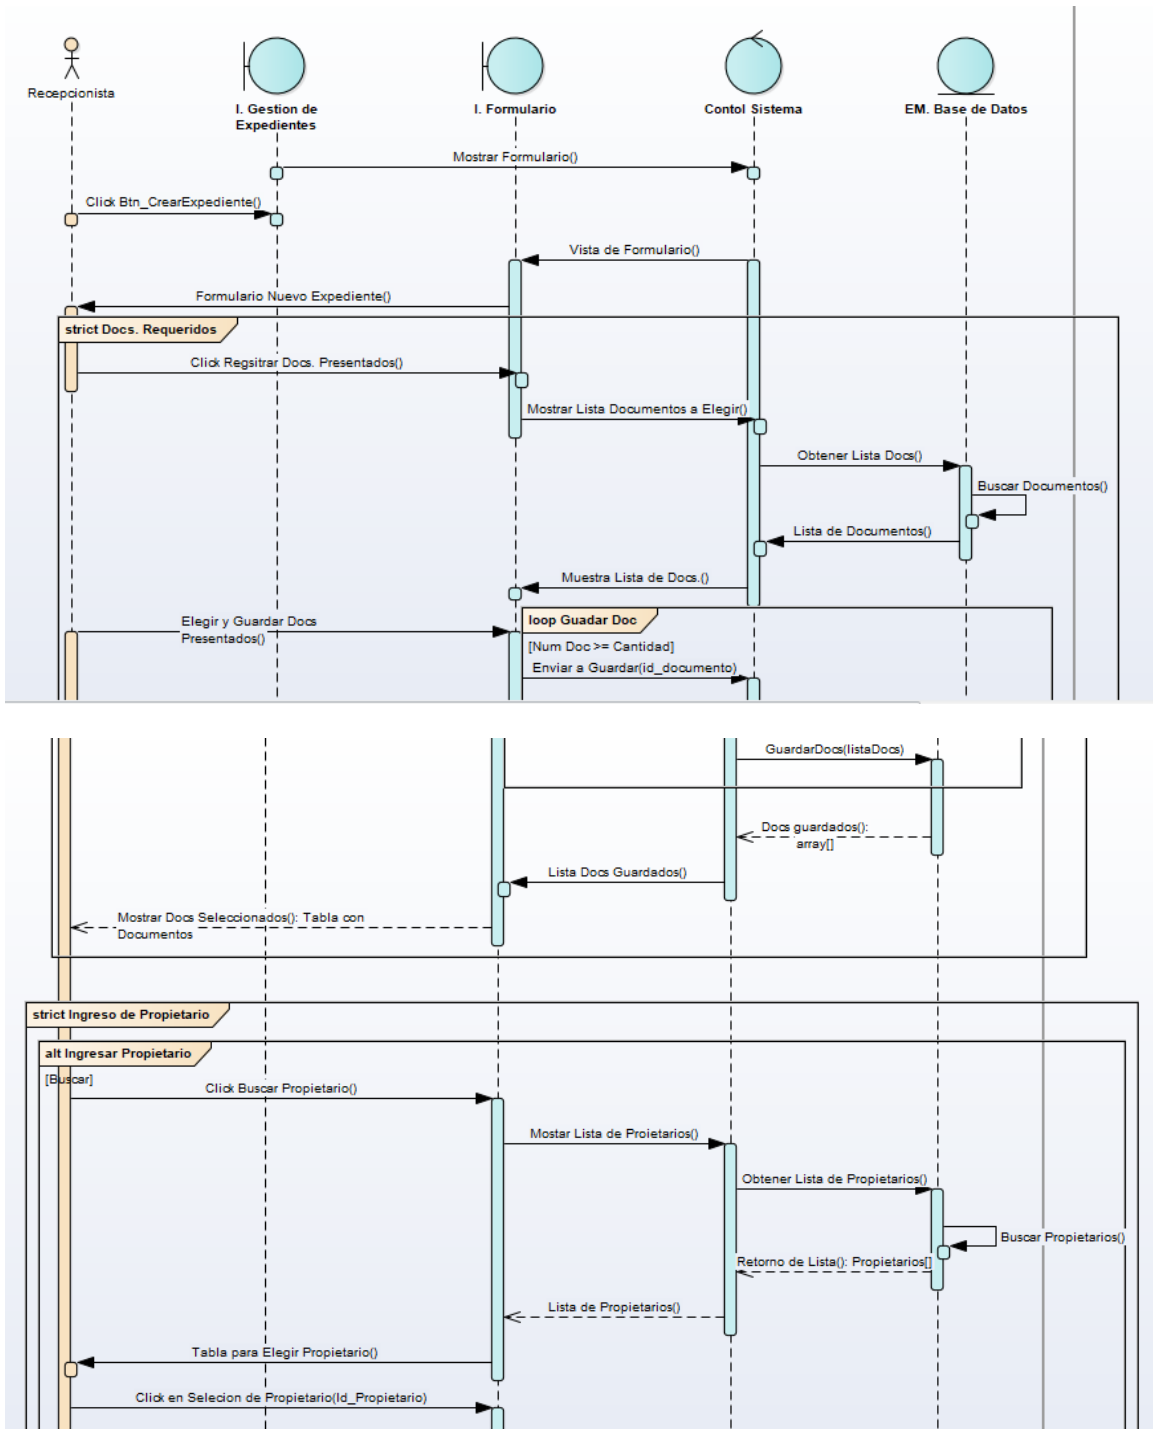 Recepcionista
I. Gestion de
Expedientes
I. Formulario
Contol Sistema
EM. Base de Datos
Mostrar Formulario()
Click Btn_CrearExpediente()
Vista de Formulario()
Formulario Nuevo Expediente()
strict Docs. Requeridos
Click Regsitrar Docs. Presentados()
Mostrar Lista Documentos a Elegir()
Obtener Lista Docs()
Buscar Documentos()
Lista de Documentos()
Muestra Lista de Docs.()
Elegir y Guardar Docs
Presentados()
loop Guadar Doc
[Num Doc >= Cantidad]
Enviar a Guardar(id_documento)
GuardarDocs(listaDocs)
Docs guardados():
array[]
Lista Docs Guardados()
Mostrar Docs Seleccionados(): Tabla con
Documentos
strict Ingreso de Propietario
alt Ingresar Propietario
[Buscar]
Click Buscar Propietario()
Mostar Lista de Proietarios()
Obtener Lista de Propietarios()
Buscar Propietarios()
Retorno de Lista(): Propietarios[]
Lista de Propietarios()
Tabla para Elegir Propietario()
Click en Selecion de Propietario(Id_Propietario)